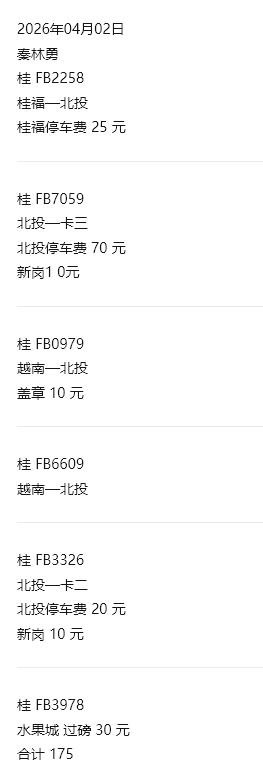 2026年04月02日
秦林勇
桂 FB2258
桂福—北投
桂福停车费 25 元
桂 FB7059
北投—卡三
北投停车费 70 元
新岗1 0元
桂 FB0979
越南—北投
盖章 10 元
桂 FB6609
越南—北投
桂 FB3326
北投—卡二
北投停车费 20 元
新岗 10 元
桂 FB3978
水果城 过磅 30 元
合计 175